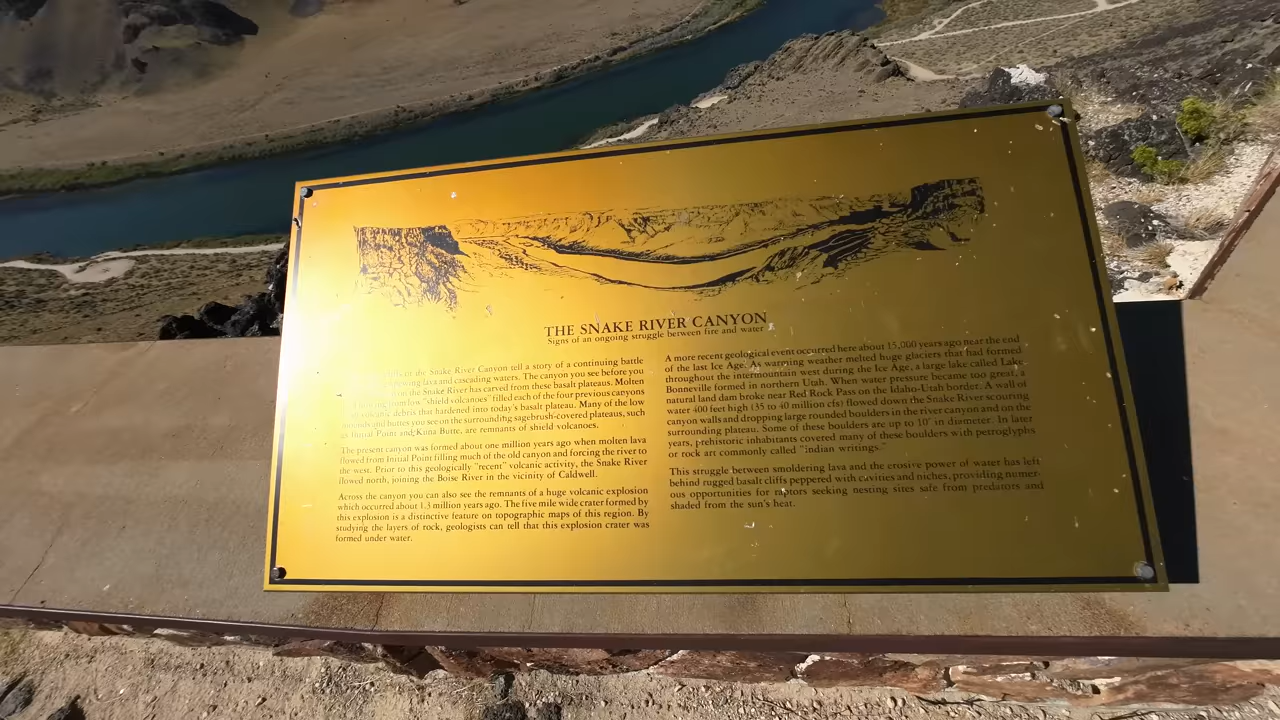 THE SNAKE RIVER CANYON
Signs of an ongoing struggle between fire and water
the Snake River Canyon tell a story of a continuing battle
lava and cascading waters. The canyon you see before you
the Snake River has carved from these basalt plateaus. Molten
"shield volcanoes" filled each of the four previous canyons
volcanic debris that hardened into today's basalt plateau. Many of the low
mounds and buttes you see on the surrounding sagebrush-covered plateaus, such
as Initial Point and Kuna Butte, are remnants of shield volcanoes.
The present canyon was formed about one million years ago when molten lava
flowed from Initial Point filling much of the old canyon and forcing the river to
the west. Prior to this geologically "recent" volcanic activity, the Snake River
flowed north, joining the Boise River in the vicinity of Caldwell.
Across the canyon you can also see the remnants of a huge volcanic explosion
which occurred about 1.3 million years ago. The five mile wide crater formed by
this explosion is a distinctive feature on topographic maps of this region. By
studying the layers of rock, geologists can tell that this explosion crater was
formed under water.
A more recent geological event occurred here about 15,000 years ago near the end
of the last Ice Age. As warming weather melted huge glaciers that had formed
throughout the intermountain west during the Ice Age, a large lake called Lake
Bonneville formed in northern Utah. When water pressure became too great, a
natural land dam broke near Red Rock Pass on the Idaho-Utah border. A wall of
water 400 feet high (35 to 40 million cfs) flowed down the Snake River scouring
canyon walls and dropping large rounded boulders in the river canyon and on the
surrounding plateau. Some of these boulders are up to 10' in diameter. In later
years, prehistoric inhabitants covered many of these boulders with petroglyphs
or rock art commonly called "indian writings."
This struggle between smoldering lava and the erosive power of water has left
behind rugged basalt cliffs peppered with cavities and niches, providing numer-
ous opportunities for raptors seeking nesting sites safe from predators and
shaded from the sun's heat.